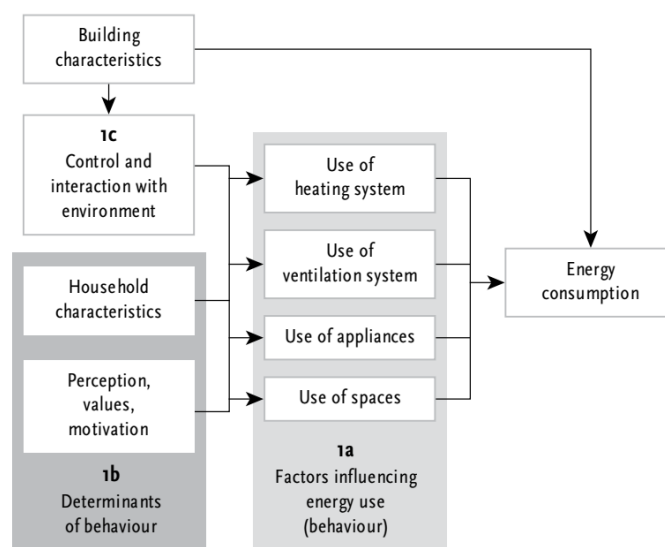 Building
characteristics
1c
Control and
interaction with
environment
Household
characteristics
Perception,
values,
motivation
1b
Determinants
of behaviour
Use of
heating system
Use of
ventilation system
Use of appliances
Use of spaces
1a
Factors influencing
energy use
(behaviour)
Energy
consumption